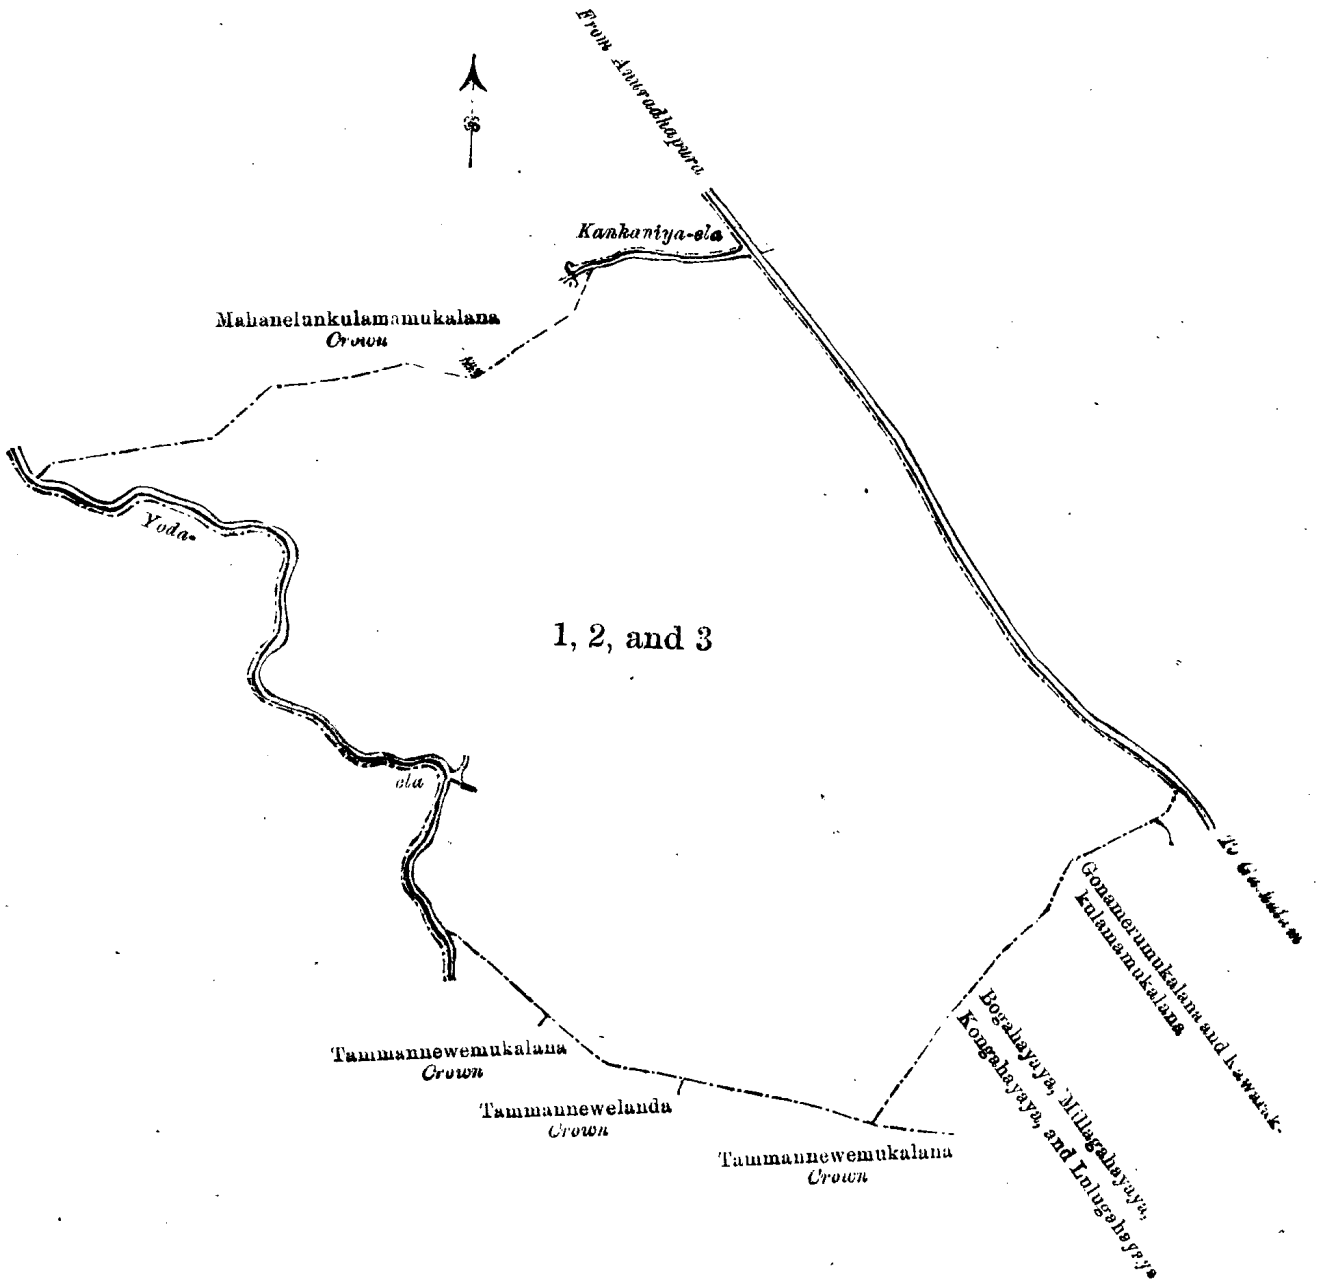 From Anuradhapura
Kankaniya-ela
Mahanelunkulamamukalana
Crown
Yoda-
1, 2, and 3
ela
To
Gonamerumukalana and Kawarak-
kulamamukalana
Bogahayaya, Millagahayaya,
Kongahayaya, and Lulugahayaya
Tammannewemukalana
Crown
Tammannewelanda
Crown
Tammannewemukalana
Crown